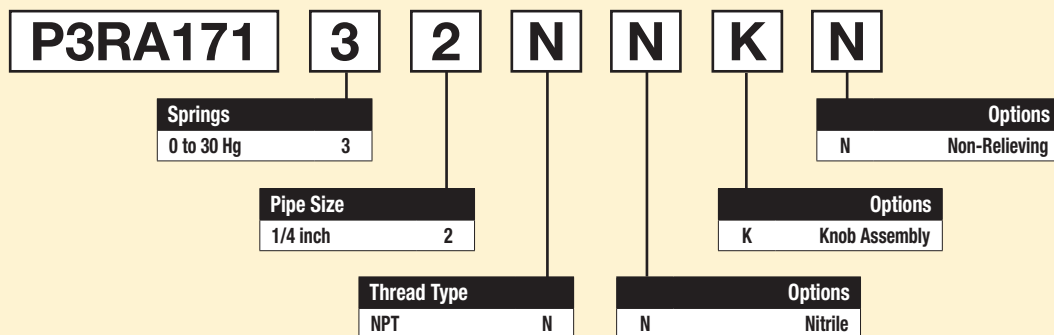 P3RA171 3 2 N N K N
Springs
0 to 30 Hg 3
Options
N Non-Relieving
Pipe Size
1/4 inch 2
Options
K Knob Assembly
Thread Type
NPT N
Options
N Nitrile